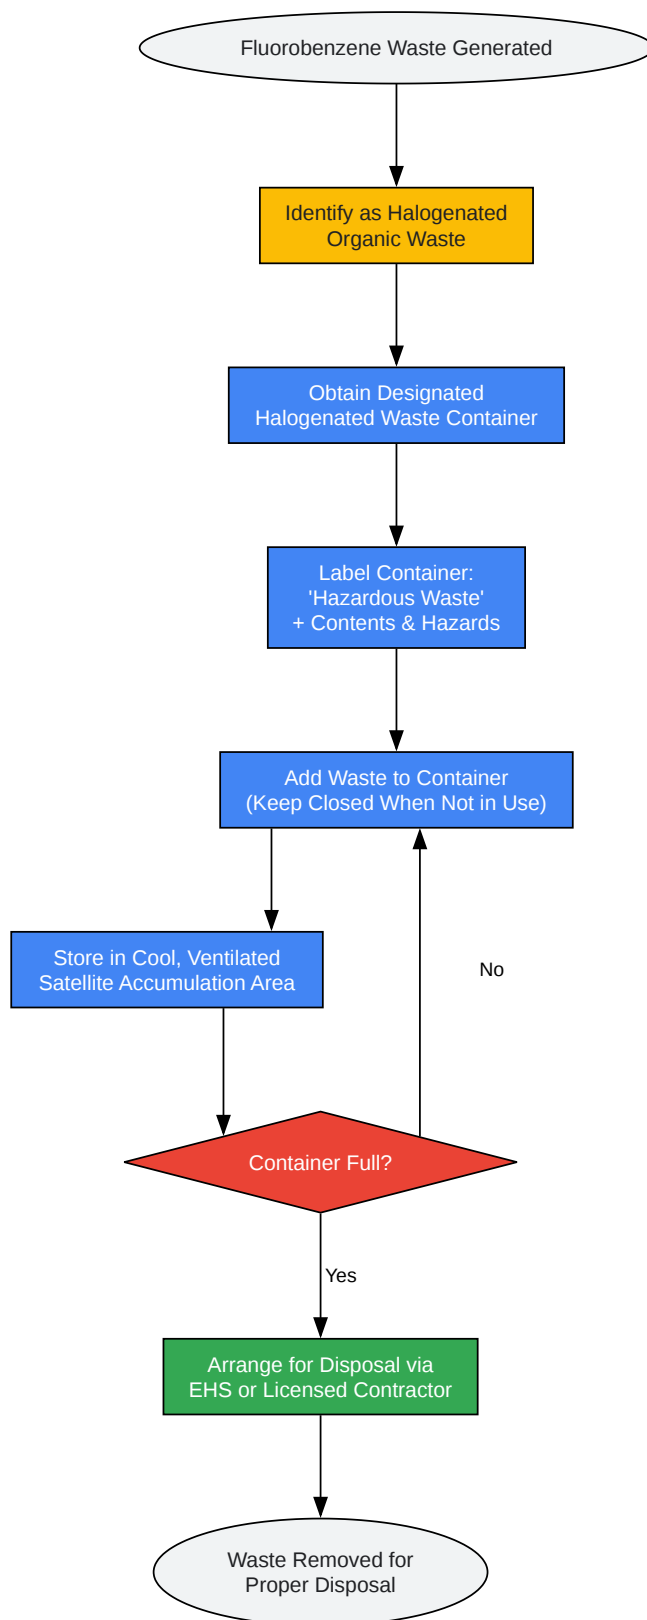 Fluorobenzene Waste Generated
Identify as Halogenated
Organic Waste
Obtain Designated
Halogenated Waste Container
Label Container:
'Hazardous Waste'
+ Contents & Hazards
Add Waste to Container
(Keep Closed When Not in Use)
Store in Cool, Ventilated
Satellite Accumulation Area
No
Container Full?
Yes
Arrange for Disposal via
EHS or Licensed Contractor
Waste Removed for
Proper Disposal